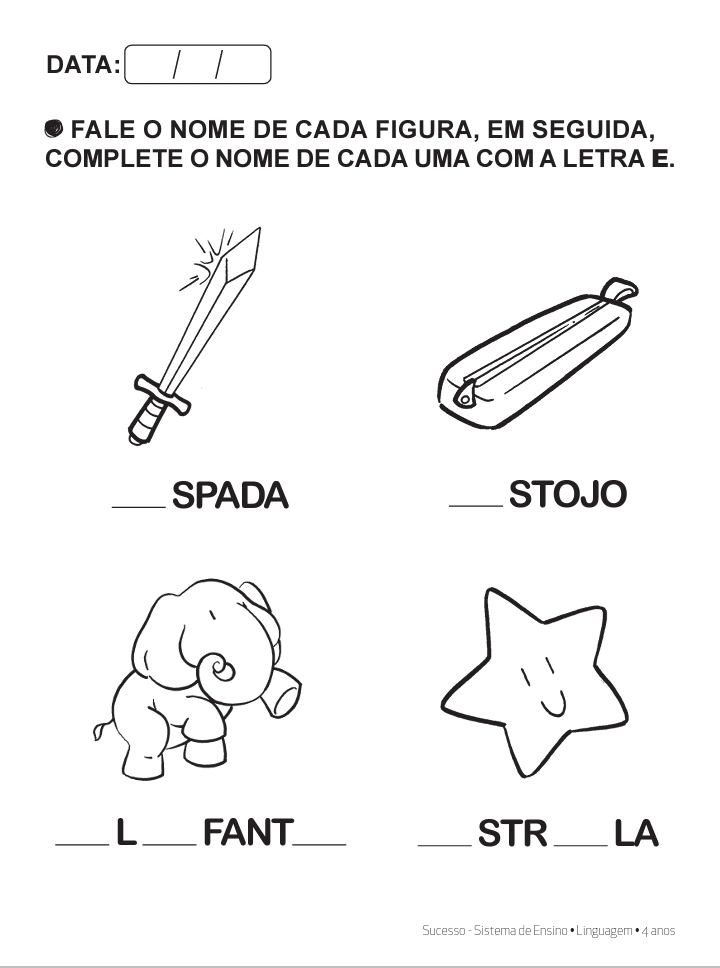 DATA: / /
● FALE O NOME DE CADA FIGURA, EM SEGUIDA,
COMPLETE O NOME DE CADA UMA COM A LETRA E.
___ SPADA
___ STOJO
___ L ___ FANT___
___ STR ___ LA
Sucesso - Sistema de Ensino • Linguagem • 4 anos